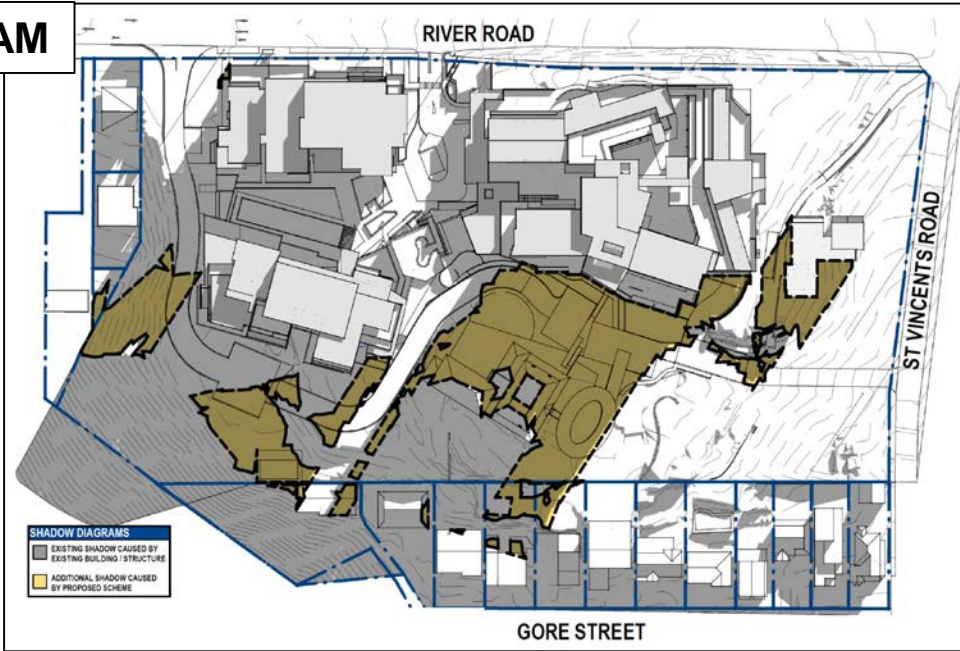 AM
RIVER ROAD
ST VINCENTS ROAD
SHADOW DIAGRAMS
EXISTING SHADOW CAUSED BY
EXISTING BUILDING / STRUCTURE
ADDITIONAL SHADOW CAUSED
BY PROPOSED SCHEME
GORE STREET